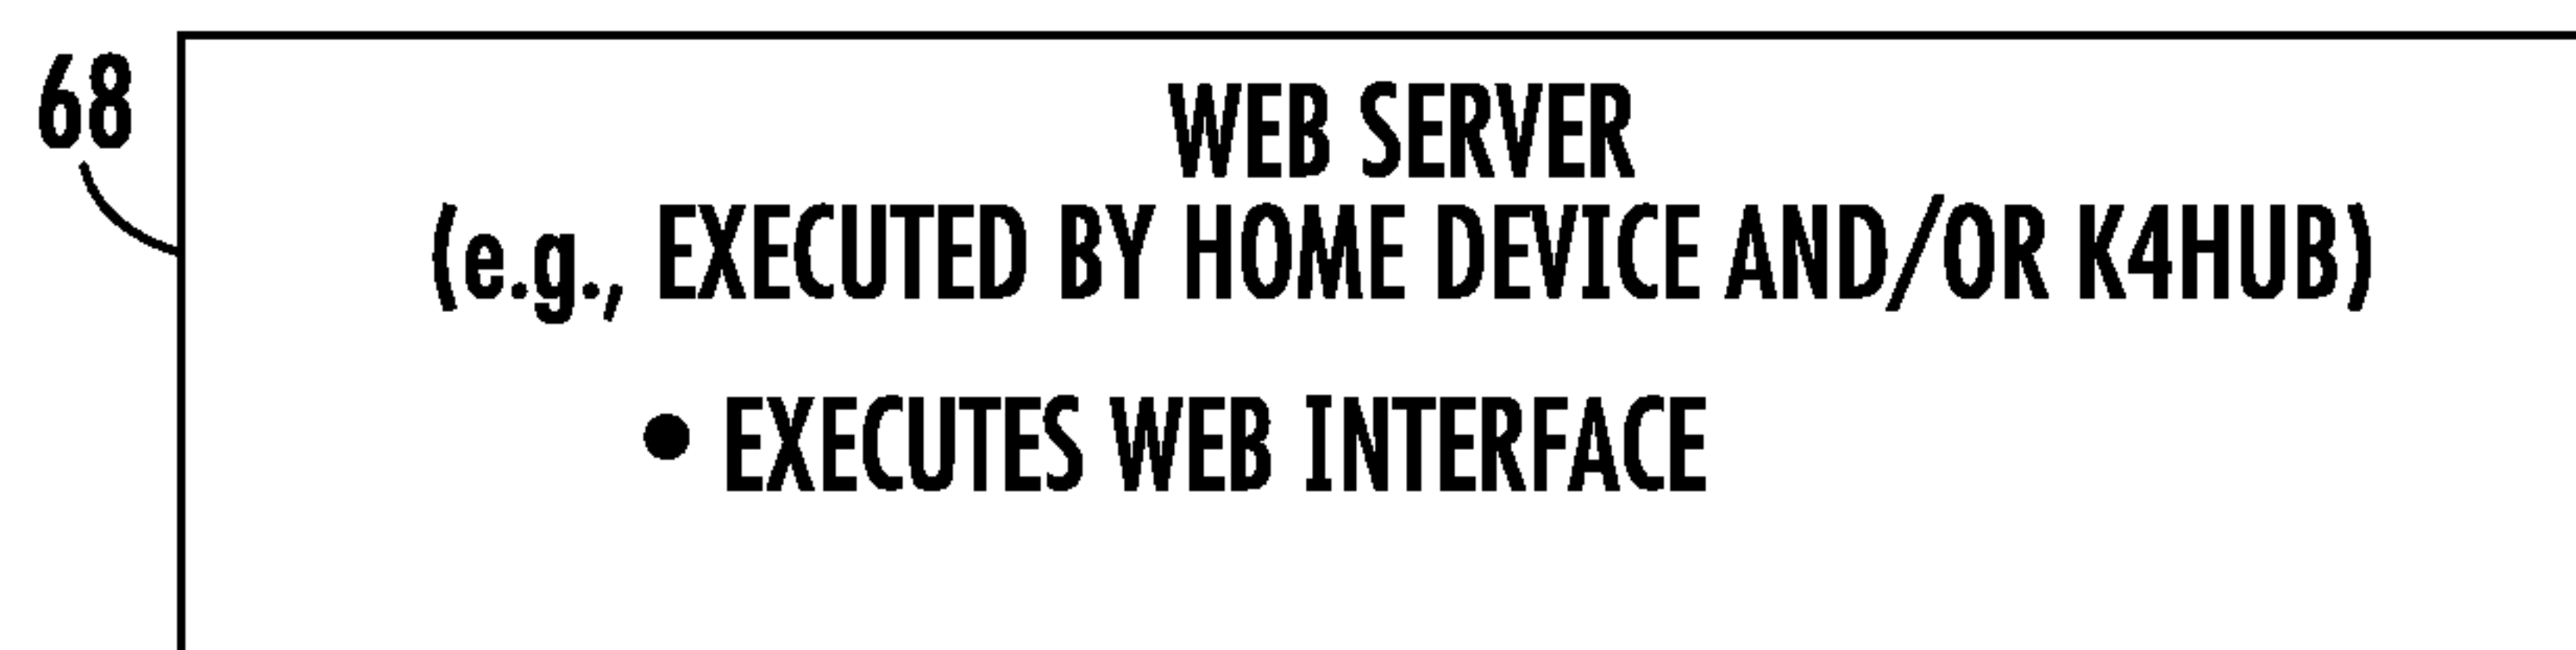 68
WEB SERVER
(e.g., EXECUTED BY HOME DEVICE AND/OR K4HUB)
● EXECUTES WEB INTERFACE